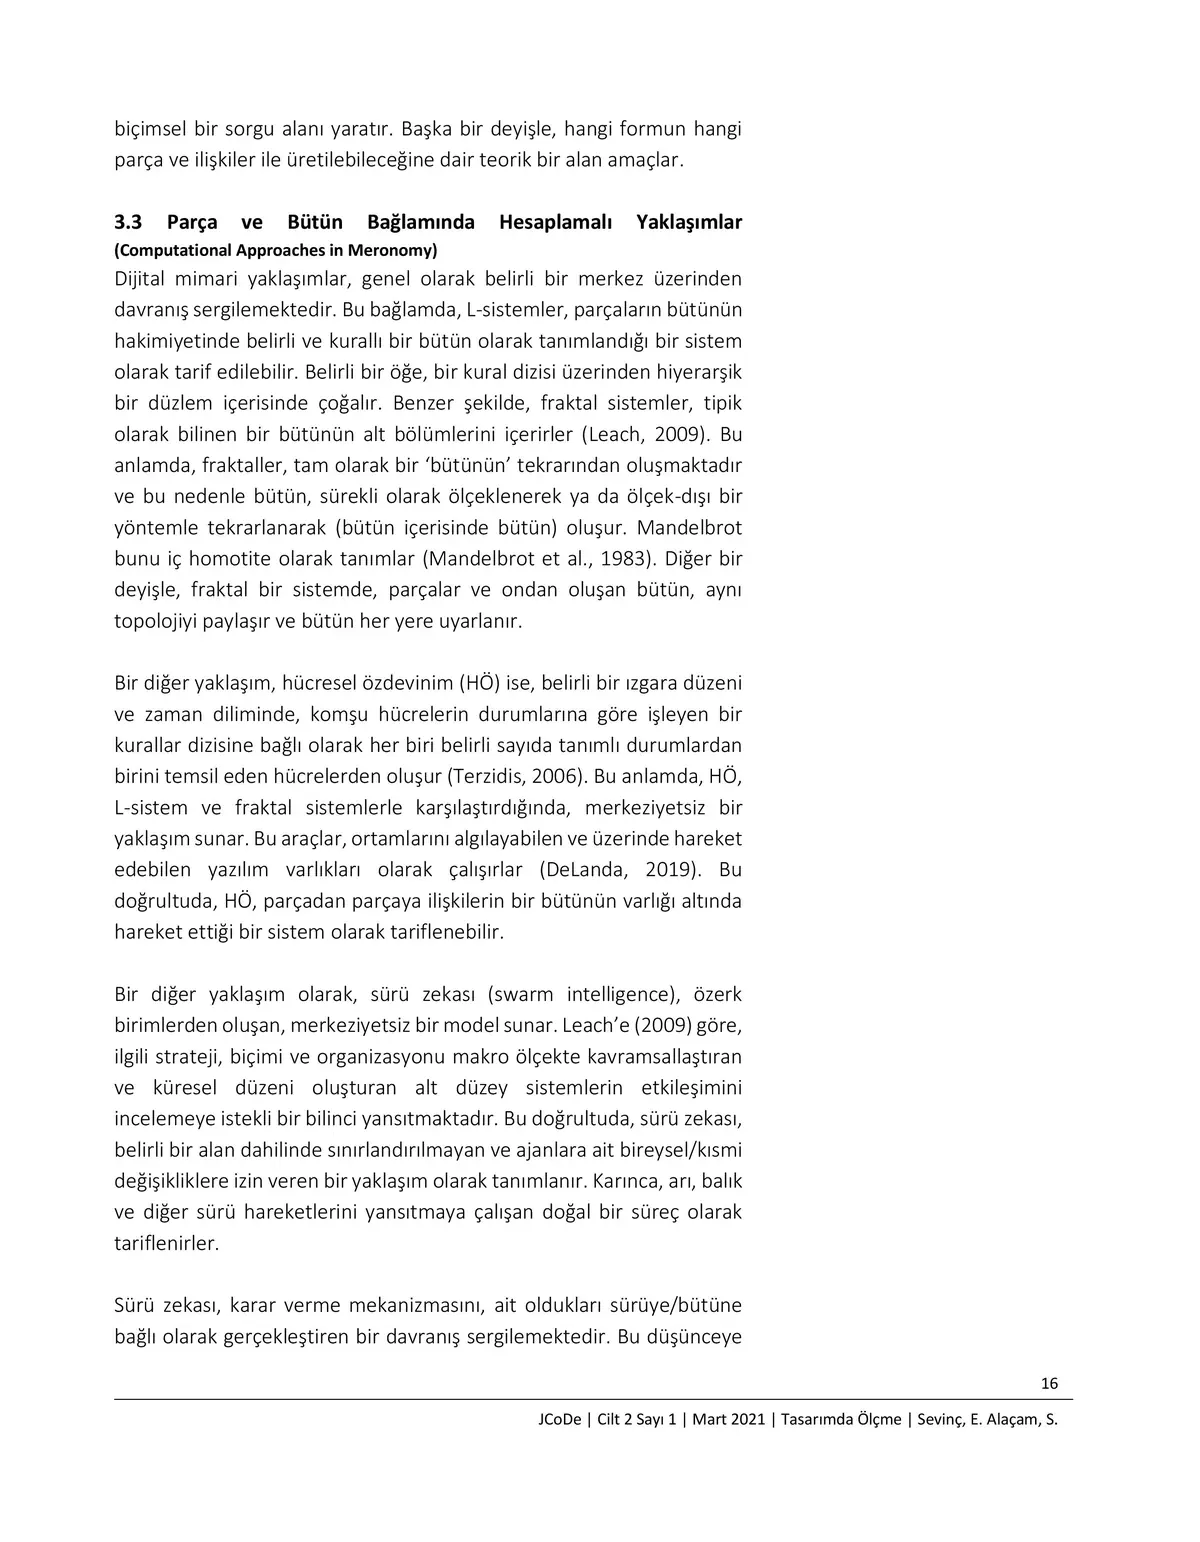 biçimsel bir sorgu alanı yaratır. Başka bir deyişle, hangi formun hangi
parça ve ilişkiler ile üretilebileceğine dair teorik bir alan amaçlar.
3.3 Parça ve Bütün Bağlamında Hesaplamalı Yaklaşımlar
(Computational Approaches in Meronomy)
Dijital mimari yaklaşımlar, genel olarak belirli bir merkez üzerinden
davranış sergilemektedir. Bu bağlamda, L-sistemler, parçaların bütünün
hakimiyetinde belirli ve kurallı bir bütün olarak tanımlandığı bir sistem
olarak tarif edilebilir. Belirli bir öğe, bir kural dizisi üzerinden hiyerarşik
bir düzlem içerisinde çoğalır. Benzer şekilde, fraktal sistemler, tipik
olarak bilinen bir bütünün alt bölümlerini içerirler (Leach, 2009). Bu
anlamda, fraktaller, tam olarak bir ‘bütünün’ tekrarından oluşmaktadır
ve bu nedenle bütün, sürekli olarak ölçeklenerek ya da ölçek-dışı bir
yöntemle tekrarlanarak (bütün içerisinde bütün) oluşur. Mandelbrot
bunu iç homotite olarak tanımlar (Mandelbrot et al., 1983). Diğer bir
deyişle, fraktal bir sistemde, parçalar ve ondan oluşan bütün, aynı
topolojiyi paylaşır ve bütün her yere uyarlanır.
Bir diğer yaklaşım, hücresel özdevinim (HÖ) ise, belirli bir ızgara düzeni
ve zaman diliminde, komşu hücrelerin durumlarına göre işleyen bir
kurallar dizisine bağlı olarak her biri belirli sayıda tanımlı durumlardan
birini temsil eden hücrelerden oluşur (Terzidis, 2006). Bu anlamda, HÖ,
L-sistem ve fraktal sistemlerle karşılaştırdığında, merkeziyetsiz bir
yaklaşım sunar. Bu araçlar, ortamlarını algılayabilen ve üzerinde hareket
edebilen yazılım varlıkları olarak çalışırlar (DeLanda, 2019). Bu
doğrultuda, HÖ, parçadan parçaya ilişkilerin bir bütünün varlığı altında
hareket ettiği bir sistem olarak tariflenebilir.
Bir diğer yaklaşım olarak, sürü zekası (swarm intelligence), özerk
birimlerden oluşan, merkeziyetsiz bir model sunar. Leach’e (2009) göre,
ilgili strateji, biçimi ve organizasyonu makro ölçekte kavramsallaştıran
ve küresel düzeni oluşturan alt düzey sistemlerin etkileşimini
incelemeye istekli bir bilinci yansıtmaktadır. Bu doğrultuda, sürü zekası,
belirli bir alan dahilinde sınırlandırılmayan ve ajanlara ait bireysel/kısmi
değişikliklere izin veren bir yaklaşım olarak tanımlanır. Karınca, arı, balık
ve diğer sürü hareketlerini yansıtmaya çalışan doğal bir süreç olarak
tariflenirler.
Sürü zekası, karar verme mekanizmasını, ait oldukları sürüye/bütüne
bağlı olarak gerçekleştiren bir davranış sergilemektedir. Bu düşünceye
16
JCoDe | Cilt 2 Sayı 1 | Mart 2021 | Tasarımda Ölçme | Sevinç, E. Alaçam, S.